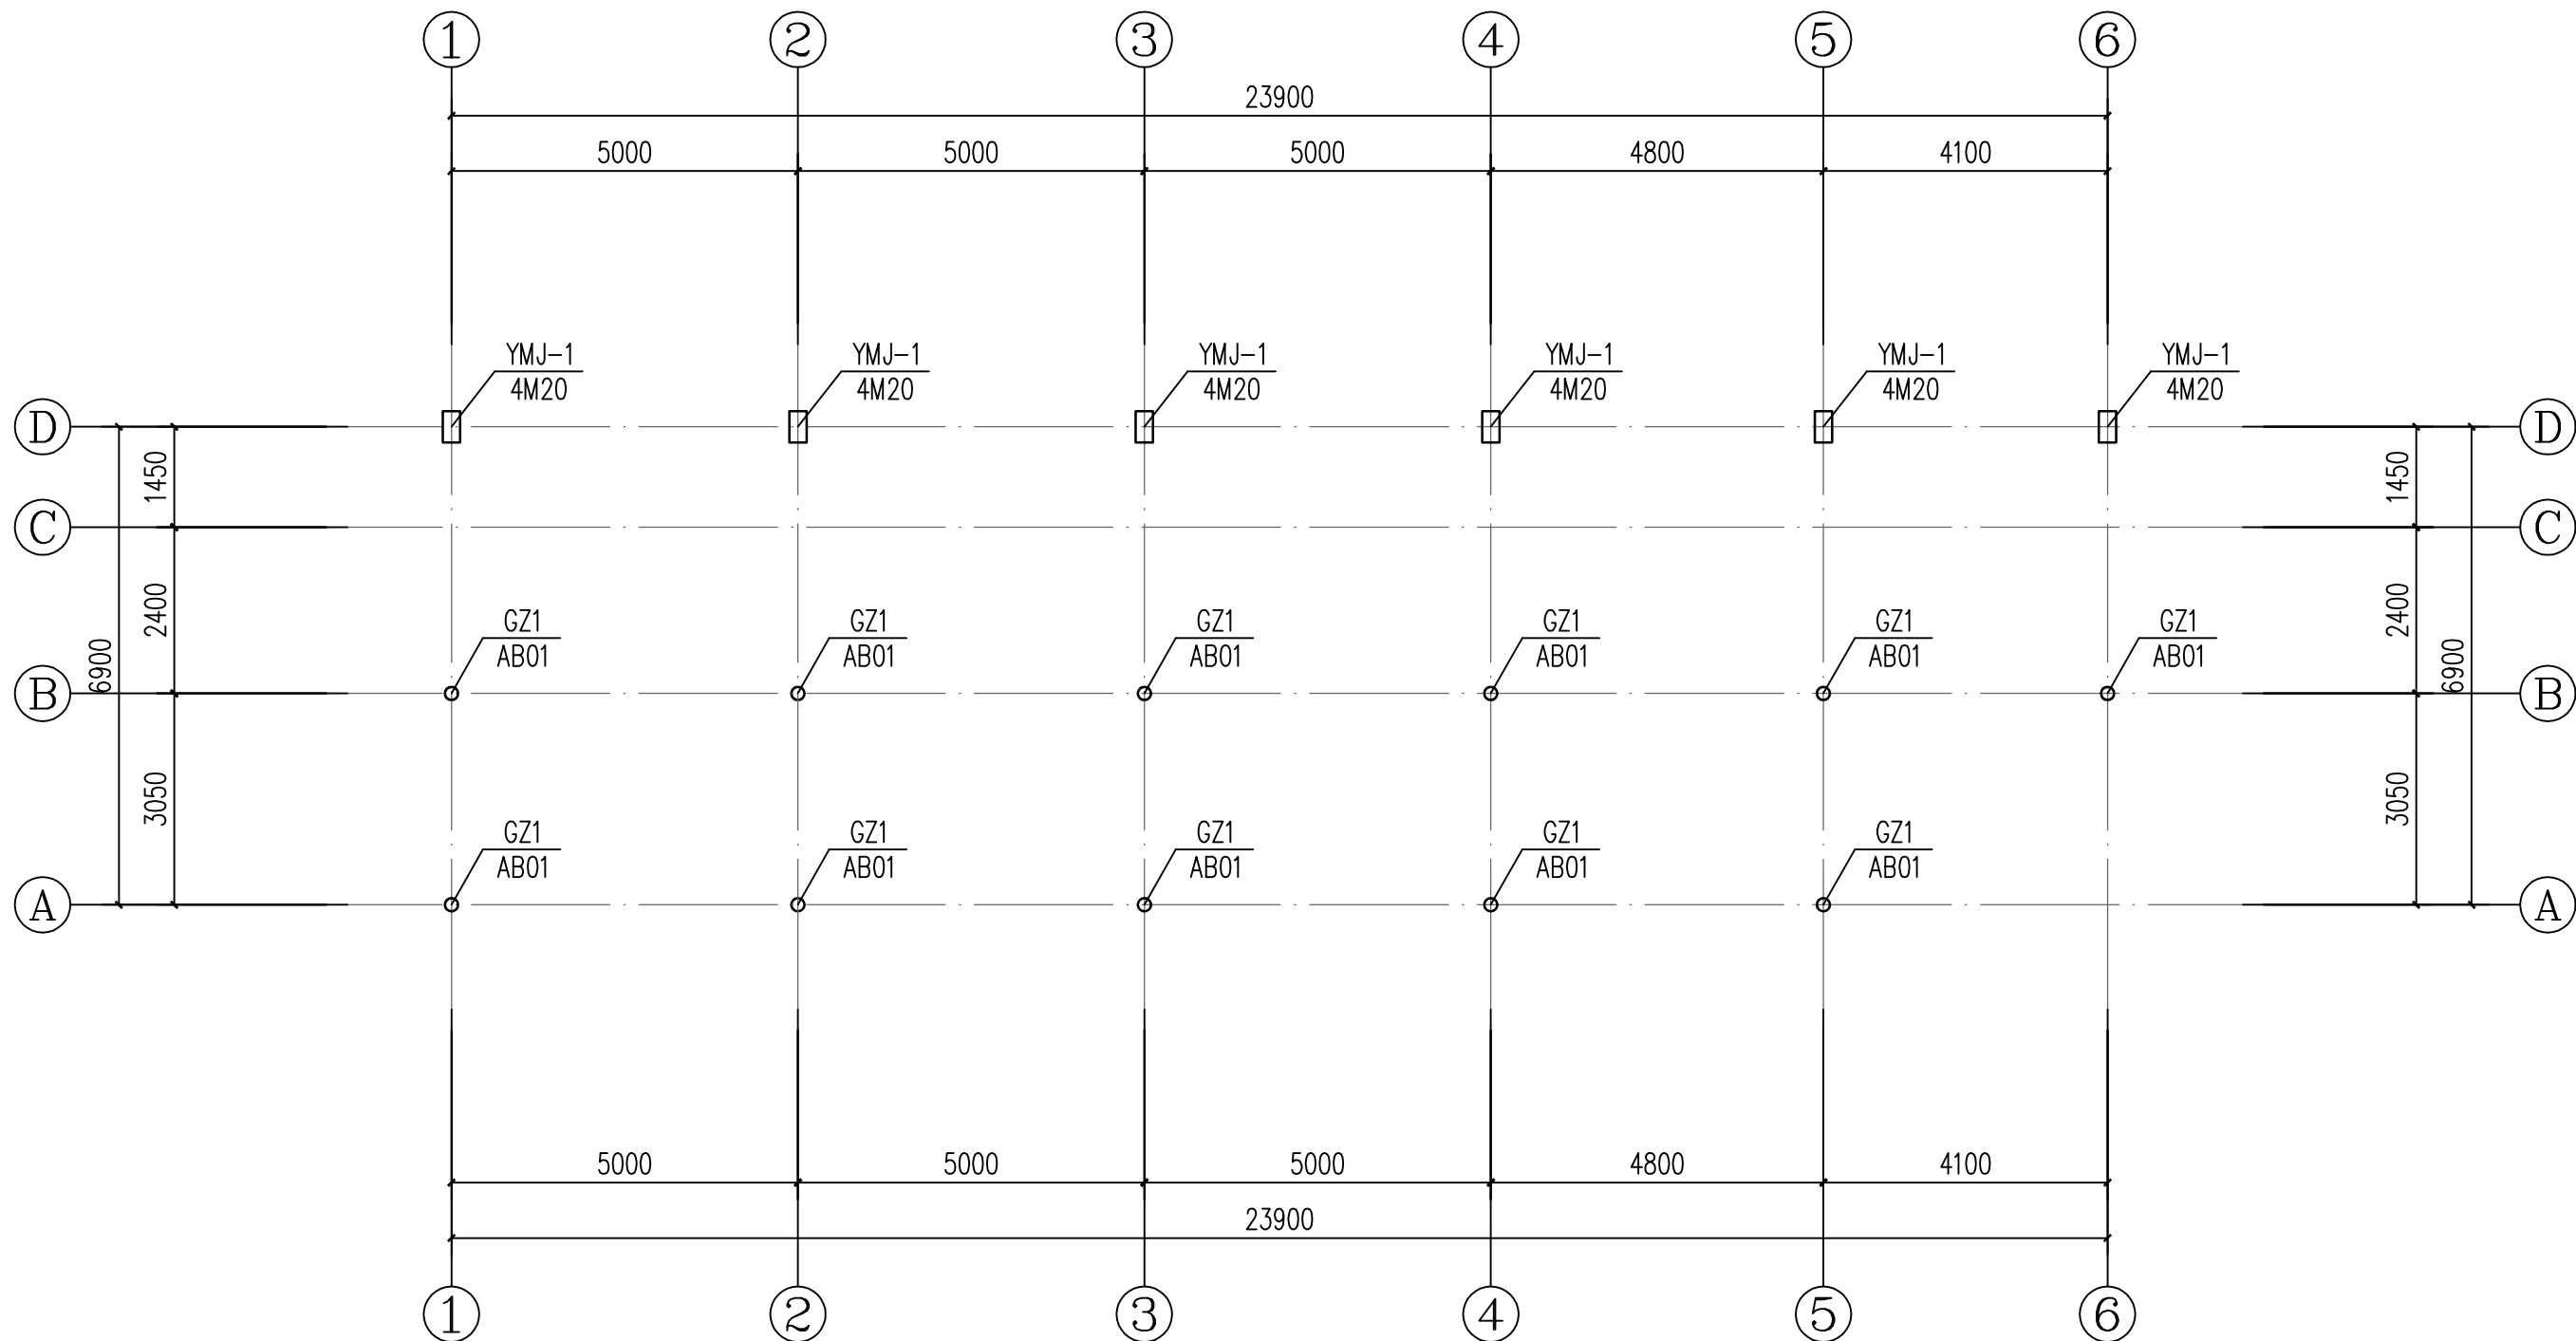 1 2 3 4 5 6
23900
5000 5000 5000 4800 4100
YMJ-1 YMJ-1 YMJ-1 YMJ-1 YMJ-1 YMJ-1
4M20 4M20 4M20 4M20 4M20 4M20
D D
1450 1450
C C
2400 2400
GZ1 GZ1 GZ1 GZ1 GZ1 GZ1
AB01 AB01 AB01 AB01 AB01 AB01
6900 6900
B B
3050 3050
GZ1 GZ1 GZ1 GZ1 GZ1
AB01 AB01 AB01 AB01 AB01
A A
5000 5000 5000 4800 4100
23900
1 2 3 4 5 6